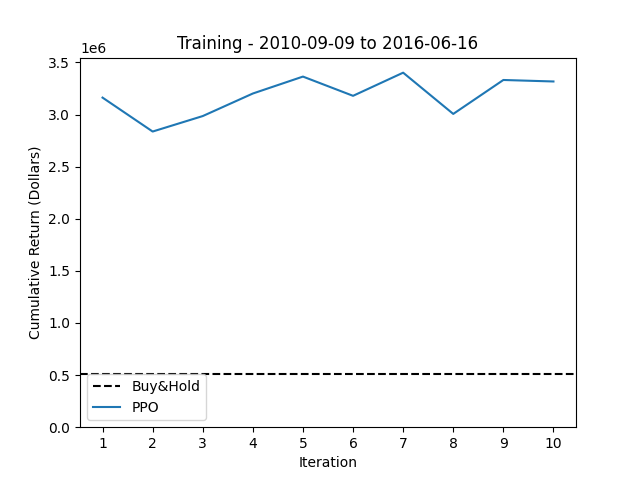 Training - 2010-09-09 to 2016-06-16
1e6
3.5
3.0
2.5
2.0
1.5
1.0
0.5
0.0
Cumulative Return (Dollars)
Buy&Hold
PPO
1 2 3 4 5 6 7 8 9 10
Iteration